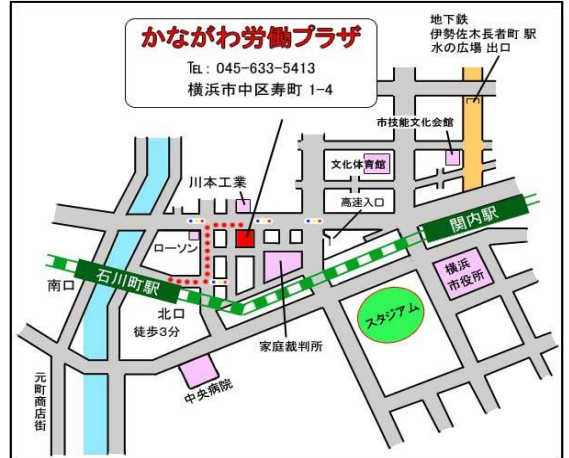 かながわ労働プラザ
℡: 045-633-5413
横浜市中区寿町 1-4
地下鉄
伊勢佐木長者町 駅
水の広場 出口
市技能文化会館
文化体育館
川本工業
高速入口
関内駅
ローソン
石川町駅
南口
北口
徒歩3分
横浜
市役所
スタジアム
家庭裁判所
中央病院
元町商店街